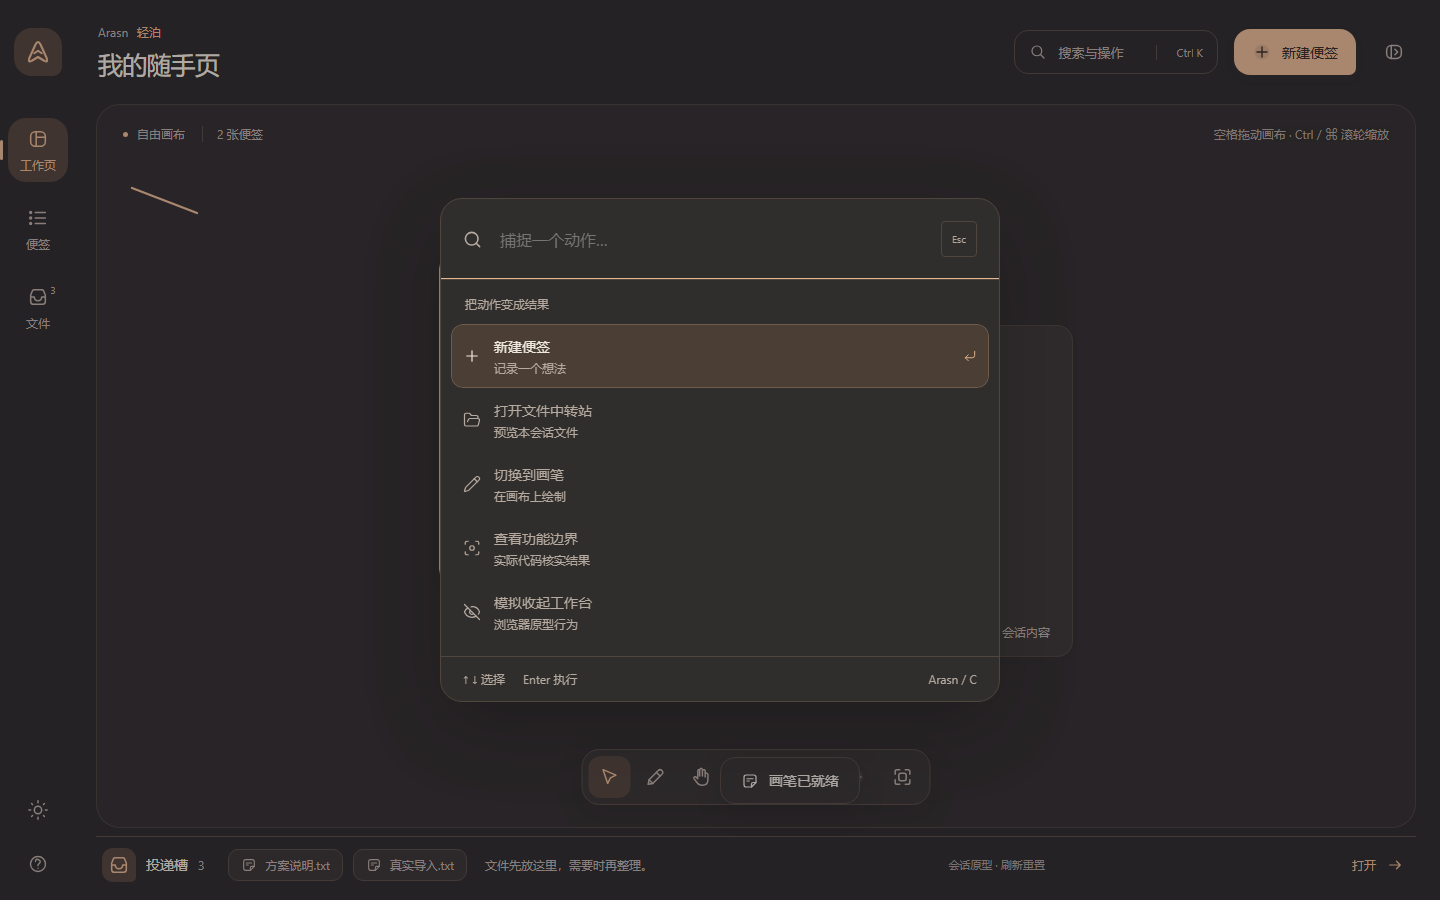 Arasn 轻泊
我的随手页
搜索与操作 Ctrl K
新建便签
工作页
便签
3
文件
自由画布 2 张便签
空格拖动画布 · Ctrl / ⌘ 滚轮缩放
捕捉一个动作...
Esc
把动作变成结果
新建便签
记录一个想法
打开文件中转站
预览本会话文件
切换到画笔
在画布上绘制
查看功能边界
实际代码核实结果
模拟收起工作台
浏览器原型行为
会话内容
↑↓ 选择 Enter 执行
Arasn / C
画笔已就绪
投递槽 3
方案说明.txt
真实导入.txt
文件先放这里，需要时再整理。
会话原型 · 刷新重置
打开 →